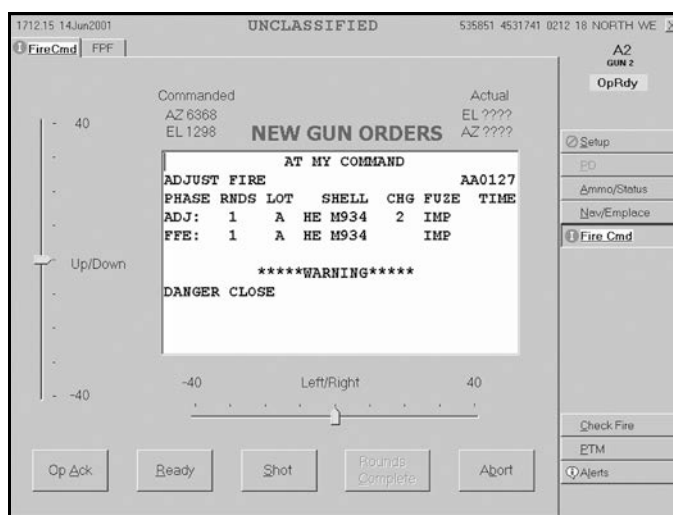 1712.15 14Jun2001 UNCLASSIFIED 535851 4531741 0212 18 NORTH WE X
FireCmd FPF
A2
GUN 2
OpRdy
Commanded Actual
AZ 6368 EL ????
EL 1298 NEW GUN ORDERS AZ ????
AT MY COMMAND
ADJUST FIRE AA0127
PHASE RNDS LOT SHELL CHG FUZE TIME
ADJ: 1 A HE M934 2 IMP
FFE: 1 A HE M934 IMP
*****WARNING*****
DANGER CLOSE
40
Up/Down
-40
-40 Left/Right 40
Op Ack Ready Shot Rounds Complete Abort
Setup
PD
Ammo/Status
Nav/Emplace
Fire Cmd
Check Fire
PTM
Alerts